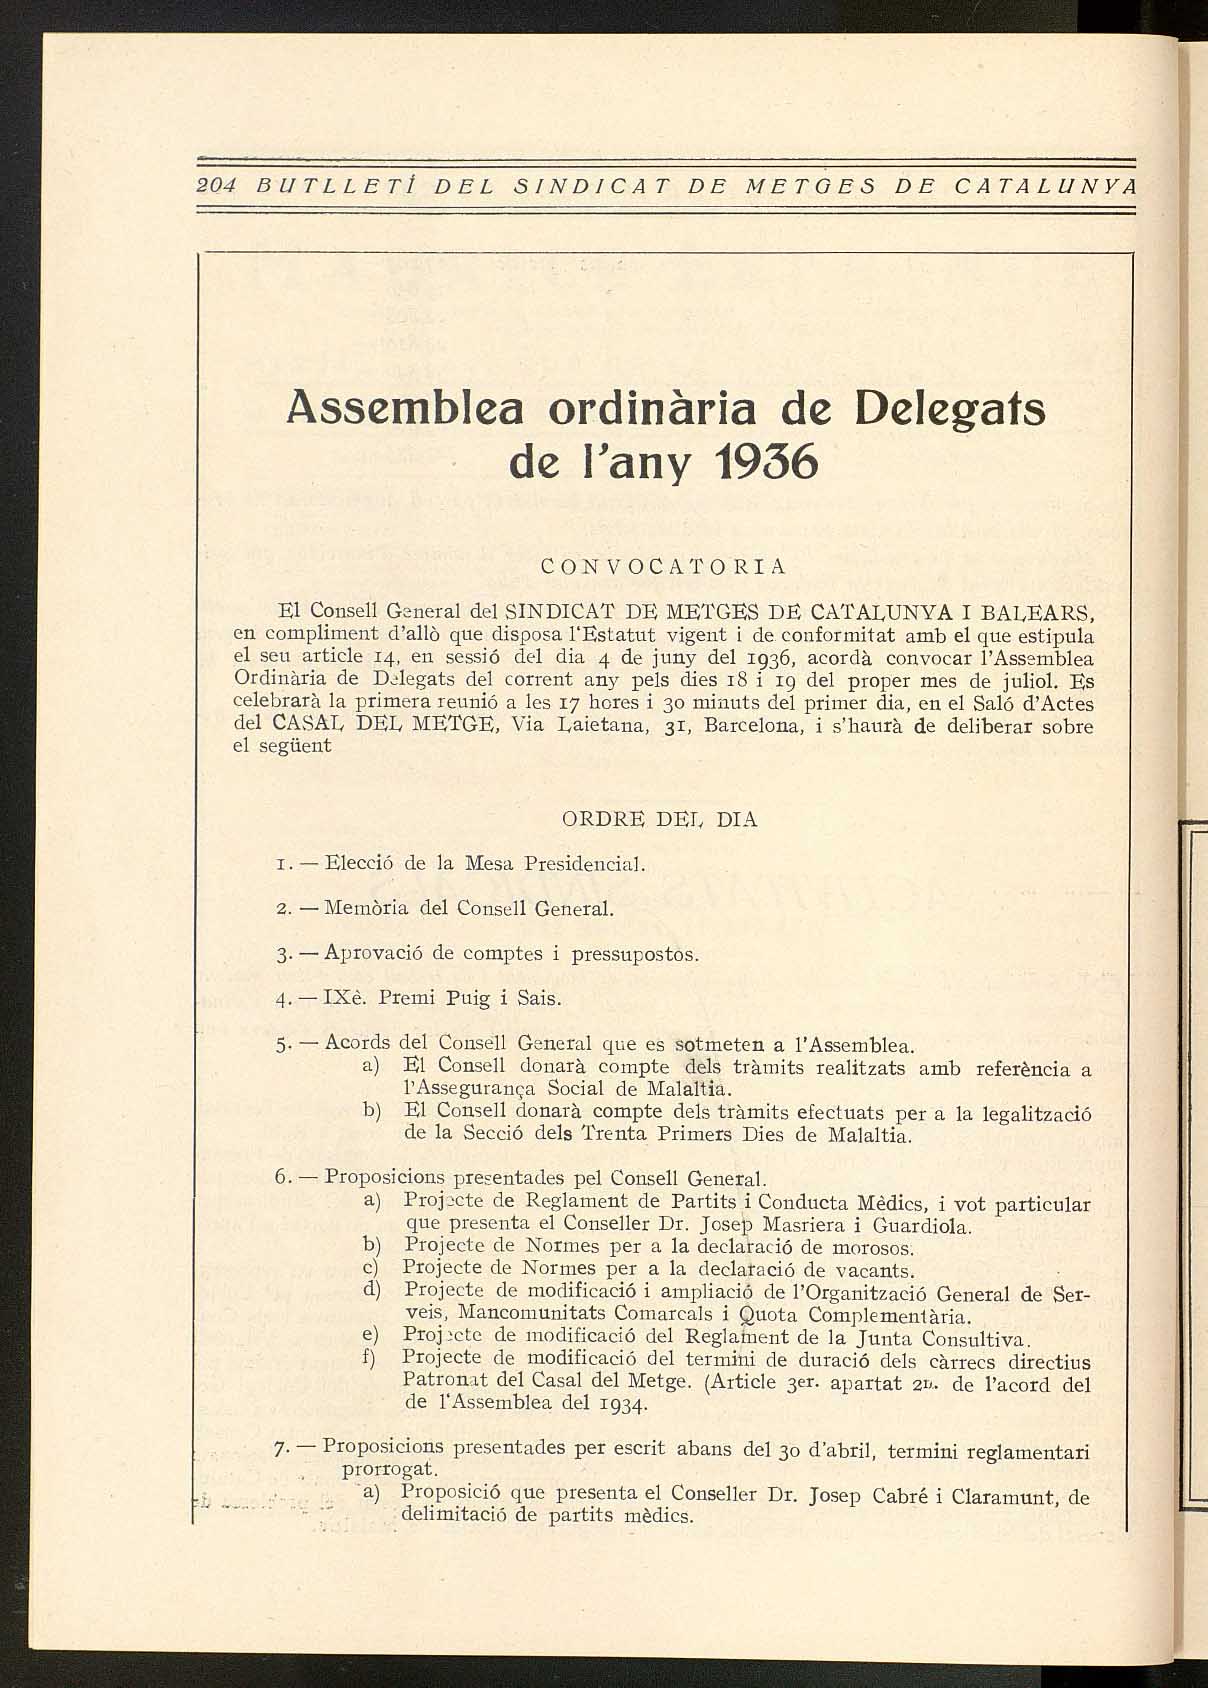 204 BUTLLETÍ DEL SINDICAT DE METGES DE CATALUNYA
Assemblea ordinària de Delegats
de l'any 1936
CONVOCATORIA
El Consell General del SINDICAT DE METGES DE CATALUNYA I BALEARS,
en compliment d'allò que disposa l'Estatut vigent i de conformitat amb el que estipula
el seu article 14, en sessió del dia 4 de juny del 1936, acordà convocar l'Assemblea
Ordinària de Delegats del corrent any pels dies 18 i 19 del proper mes de juliol. Es
celebrarà la primera reunió a les 17 hores i 30 minuts del primer dia, en el Saló d'Actes
del CASAL DEL METGE, Via Laietana, 31, Barcelona, i s'haurà de deliberar sobre
el següent
ORDRE DEL DIA
1. — Elecció de la Mesa Presidencial.
2. — Memòria del Consell General.
3. — Aprovació de comptes i pressupostos.
4. — IXè. Premi Puig i Sais.
5. — Acords del Consell General que es sotmeten a l'Assemblea.
a) El Consell donarà compte dels tràmits realitzats amb referència a
l'Assegurança Social de Malaltia.
b) El Consell donarà compte dels tràmits efectuats per a la legalització
de la Secció dels Trenta Primers Dies de Malaltia.
6. — Proposicions presentades pel Consell General.
a) Projecte de Reglament de Partits i Conducta Mèdics, i vot particular
que presenta el Conseller Dr. Josep Masriera i Guardiola.
b) Projecte de Normes per a la declaració de morosos.
c) Projecte de Normes per a la declaració de vacants.
d) Projecte de modificació i ampliació de l'Organització General de Ser-
veis, Mancomunitats Comarcals i Quota Complementària.
e) Projecte de modificació del Reglament de la Junta Consultiva.
f) Projecte de modificació del termini de duració dels càrrecs directius
Patronat del Casal del Metge. (Article 3er. apartat 2n. de l'acord del
de l'Assemblea del 1934.
7. — Proposicions presentades per escrit abans del 30 d'abril, termini reglamentari
prorrogat.
a) Proposició que presenta el Conseller Dr. Josep Cabré i Claramunt, de
delimitació de partits mèdics.